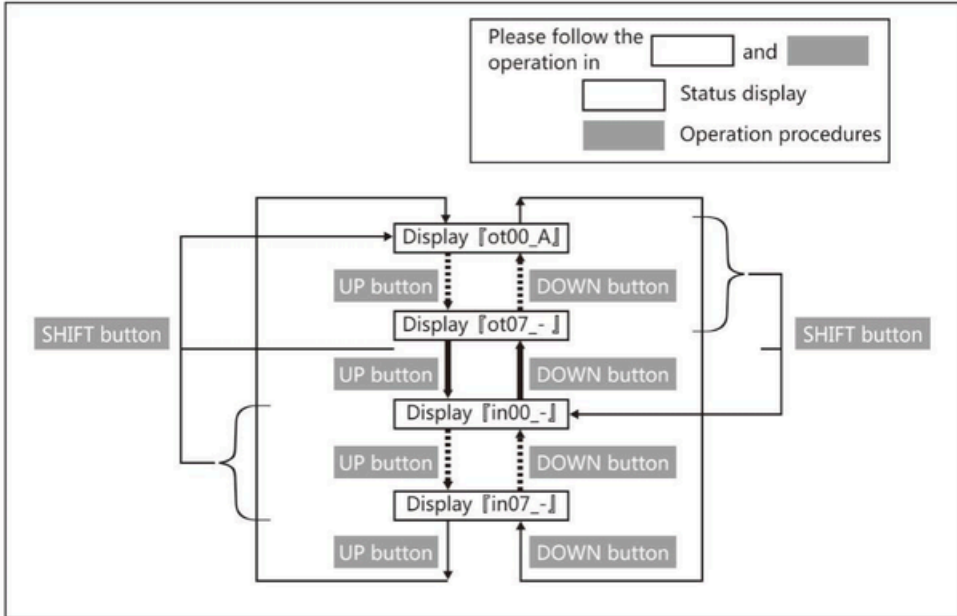 Please follow the
operation in and
Status display
Operation procedures
Display『ot00_A』
UP button DOWN button
Display『ot07_-』
SHIFT button SHIFT button
UP button DOWN button
Display『in00_-』
UP button DOWN button
Display『in07_-』
UP button DOWN button